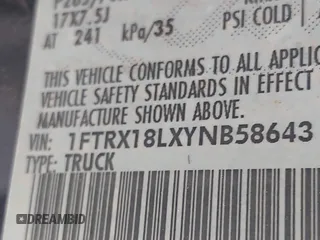 17X7.5J
AT 241 kPa/35 PSI COLD
THIS VEHICLE CONFORMS TO ALL APPLICABL
VEHICLE SAFETY STANDARDS IN EFFECT
MANUFACTURE SHOWN ABOVE.
VIN: 1FTRX18LXYNB58643
TYPE: TRUCK
DREAMBID